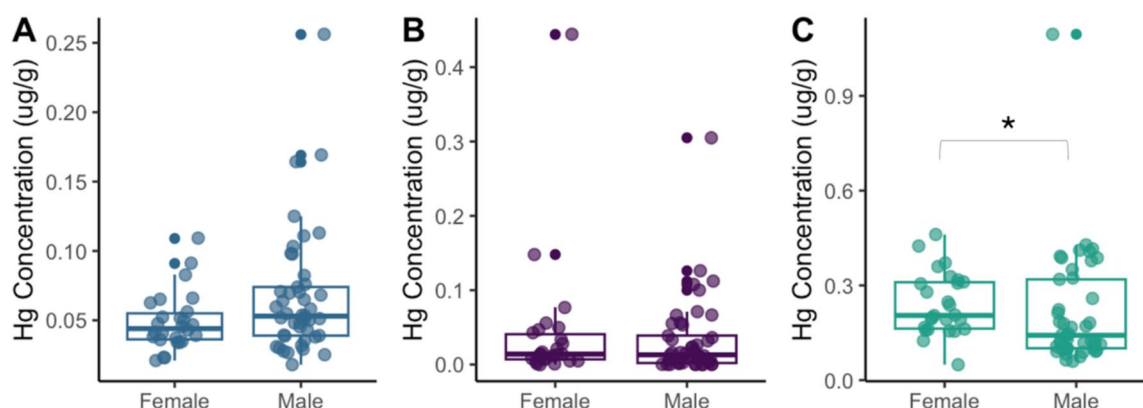 A
Hg Concentration (ug/g)
0.25
0.20
0.15
0.10
0.05
Female
Male
B
Hg Concentration (ug/g)
0.4
0.3
0.2
0.1
0.0
Female
Male
C
Hg Concentration (ug/g)
0.9
0.6
0.3
0.0
*
Female
Male